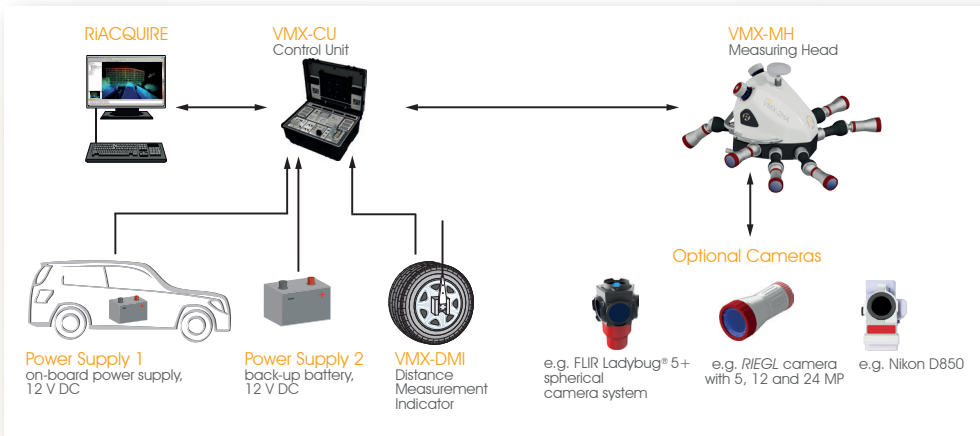 RiACQUIRE
VMX-CU
Control Unit
VMX-MH
Measuring Head
VMX-2HA
Optional Cameras
Power Supply 1
on-board power supply,
12 V DC
Power Supply 2
back-up battery,
12 V DC
VMX-DMI
Distance
Measurement
Indicator
e.g. FLIR Ladybug® 5+
spherical
camera system
e.g. RIEGL camera
with 5, 12 and 24 MP
e.g. Nikon D850